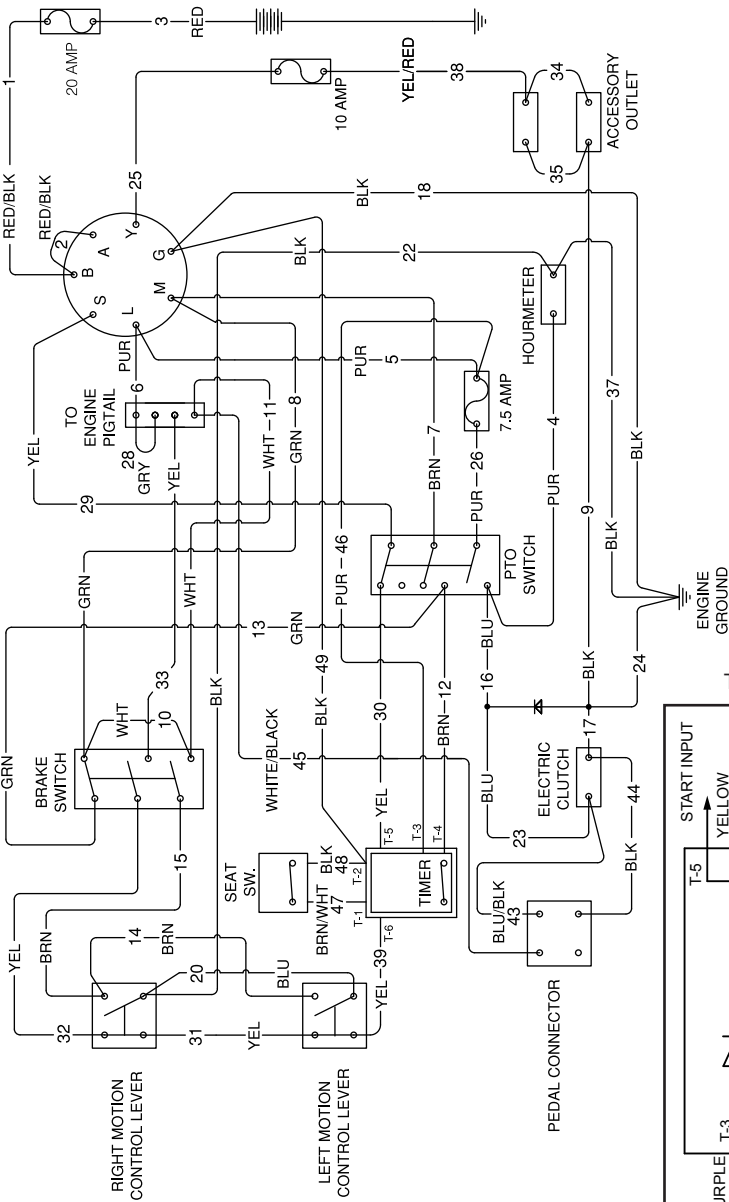 RED/BLK
1
20 AMP
3
RED
RED/BLK
2
B
A
S
Y
L
G
M
25
10 AMP
YEL/RED
38
34
35
ACCESSORY
OUTLET
BLK
18
BLK
22
HOURMETER
37
BLK
4
PUR
9
BLK
BLK
PUR
6
TO
ENGINE
PIGTAIL
28
GRY
YEL
WHT
11
GRN
8
PUR
5
7.5 AMP
BRN
7
PUR
26
YEL
29
PUR
46
PTO
SWITCH
GRN
WHT
13
GRN
BLK
49
BLK
30
YEL
BRN
12
BLU
16
BLU
23
17
24
ENGINE
GROUND
GRN
BRAKE
SWITCH
WHT
10
33
15
WHITE/BLACK
45
SEAT
SW.
BLK
48
BRN/WHT
47
T-1
T-2
T-3
T-4
T-5
T-6
TIMER
ELECTRIC
CLUTCH
44
BLK
BLU/BLK
43
PEDAL CONNECTOR
YEL
BRN
14
BRN
20
BLU
32
31
YEL
YEL
39
RIGHT MOTION
CONTROL LEVER
LEFT MOTION
CONTROL LEVER
START INPUT
YELLOW
T-5
T-3
URPLE